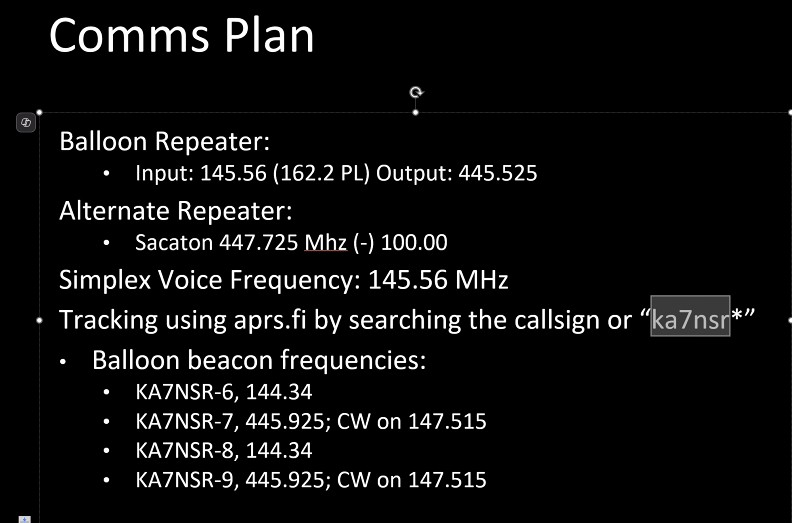 Comms Plan
Balloon Repeater:
• Input: 145.56 (162.2 PL) Output: 445.525
Alternate Repeater:
• Sacaton 447.725 Mhz (-) 100.00
Simplex Voice Frequency: 145.56 MHz
Tracking using aprs.fi by searching the callsign or “ka7nsr*”
• Balloon beacon frequencies:
• KA7NSR-6, 144.34
• KA7NSR-7, 445.925; CW on 147.515
• KA7NSR-8, 144.34
• KA7NSR-9, 445.925; CW on 147.515